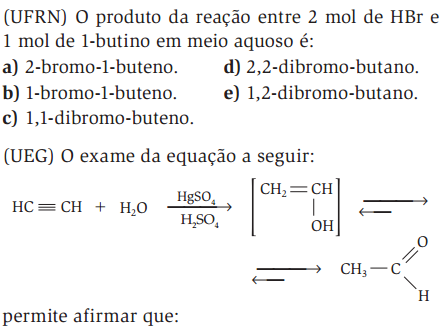 (UFRN) O produto da reação entre 2 mol de HBr e
1 mol de 1-butino em meio aquoso é:
a) 2-bromo-1-buteno. d) 2,2-dibromo-butano.
b) 1-bromo-1-buteno. e) 1,2-dibromo-butano.
c) 1,1-dibromo-buteno.
(UEG) O exame da equação a seguir:
HC ≡ CH + H₂O HgSO₄ H₂SO₄ [CH₂=CH | OH]
CH₃—C O H
permite afirmar que: